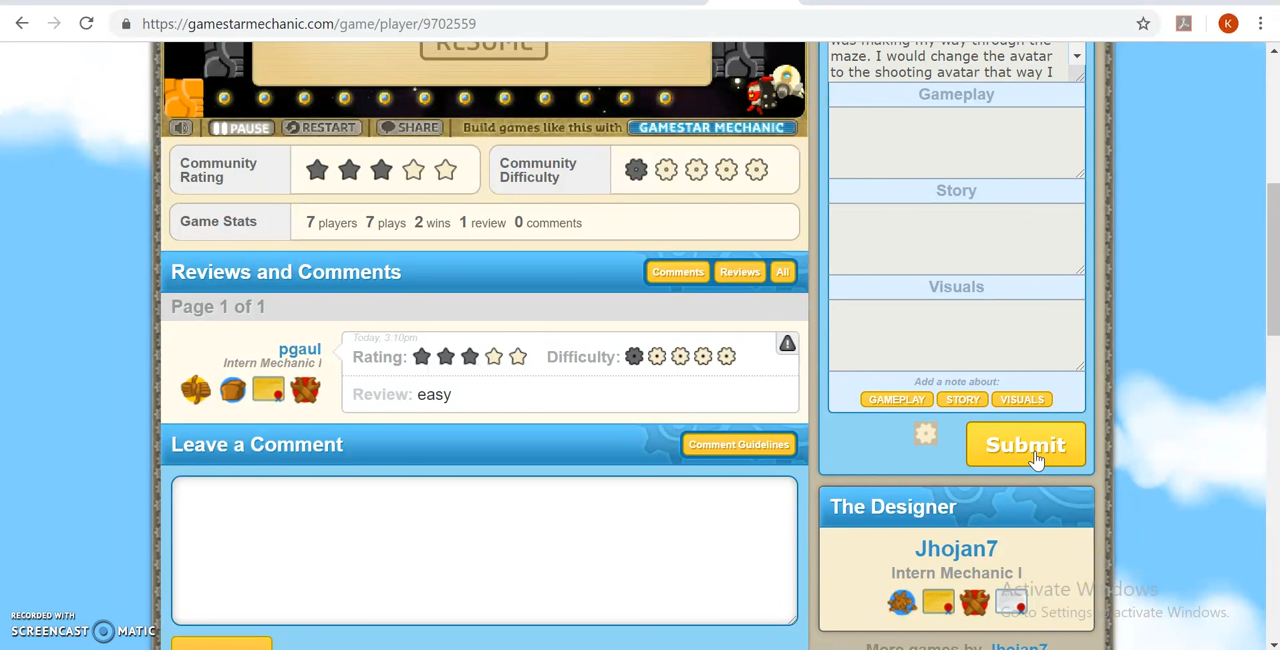 https://gamestarmechanic.com/game/player/9702559
K
RESUME
PAUSE
RESTART
SHARE
Build games like this with GAMESTAR MECHANIC
Community Rating
Community Difficulty
Game Stats
7 players 7 plays 2 wins 1 review 0 comments
Reviews and Comments
Comments
Reviews
All
Page 1 of 1
pgaul
Intern Mechanic I
Today, 3.10pm
Rating:
Difficulty:
Review: easy
Leave a Comment
Comment Guidelines
was making my way through the
maze. I would change the avatar
to the shooting avatar that way I
Gameplay
Story
Visuals
Add a note about:
GAMEPLAY
STORY
VISUALS
Submit
The Designer
Jhojan7
Intern Mechanic I
More games by Jhojan7
Activate Windows
Go to Settings to activate Windows.
RECORDED WITH
SCREENCAST MATIC